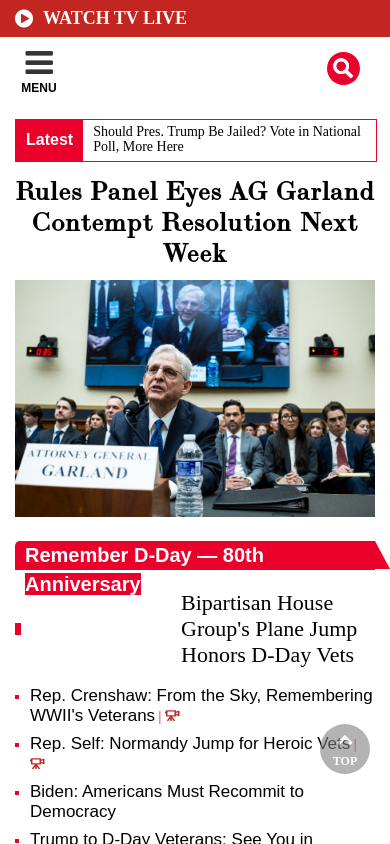 WATCH TV LIVE
MENU
Latest
Should Pres. Trump Be Jailed? Vote in National
Poll, More Here
Rules Panel Eyes AG Garland
Contempt Resolution Next
Week
ATTORNEY GENERAL
GARLAND
Remember D-Day — 80th
Anniversary
Bipartisan House
Group's Plane Jump
Honors D-Day Vets
Rep. Crenshaw: From the Sky, Remembering
WWII's Veterans |
Rep. Self: Normandy Jump for Heroic Vets |
TOP
Biden: Americans Must Recommit to
Democracy
Trump to D-Day Veterans: See You in